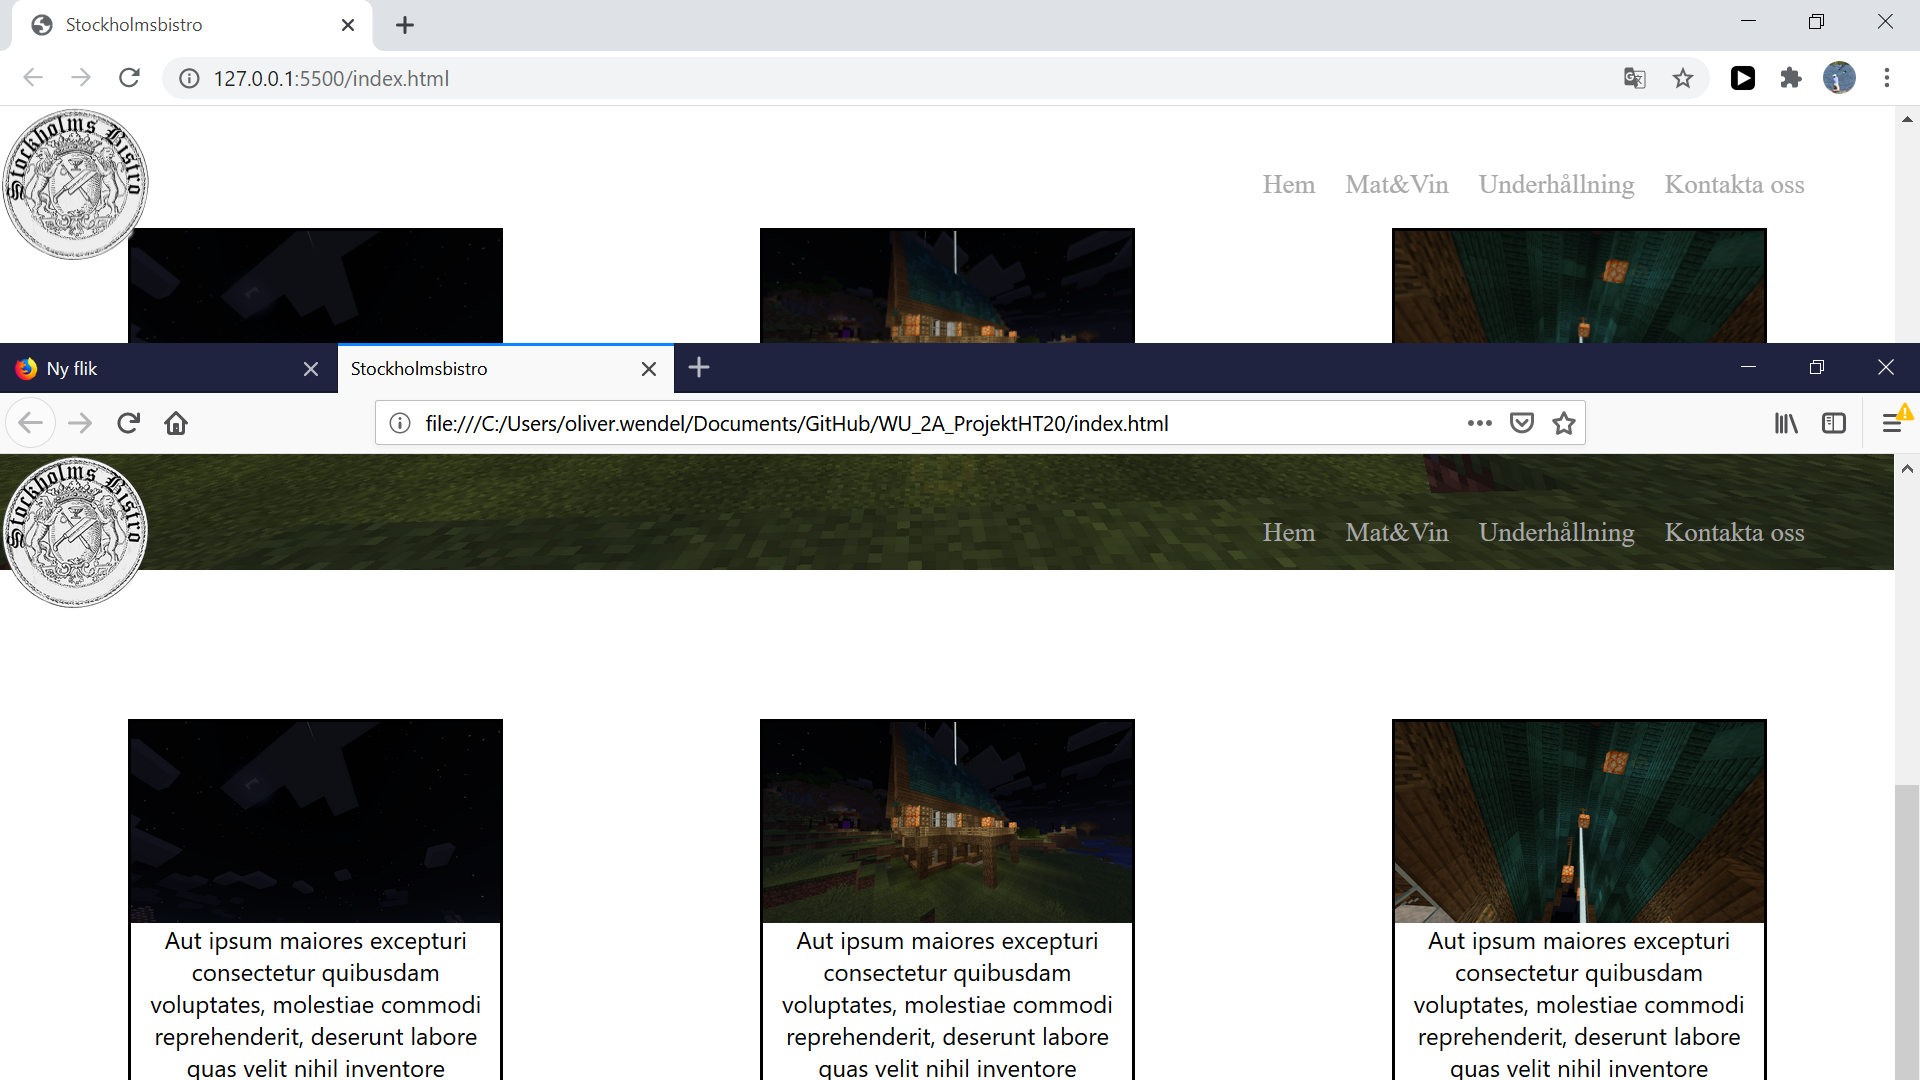 Stockholmsbistro
127.0.0.1:5500/index.html
Stockholms Bistro
Hem Mat&Vin Underhållning Kontakta oss
Ny flik
Stockholmsbistro
file:///C:/Users/oliver.wendel/Documents/GitHub/WU_2A_ProjektHT20/index.html
Stockholms Bistro
Hem Mat&Vin Underhållning Kontakta oss
Aut ipsum maiores excepturi
consectetur quibusdam
voluptates, molestiae commodi
reprehenderit, deserunt labore
quas velit nihil inventore
Aut ipsum maiores excepturi
consectetur quibusdam
voluptates, molestiae commodi
reprehenderit, deserunt labore
quas velit nihil inventore
Aut ipsum maiores excepturi
consectetur quibusdam
voluptates, molestiae commodi
reprehenderit, deserunt labore
quas velit nihil inventore